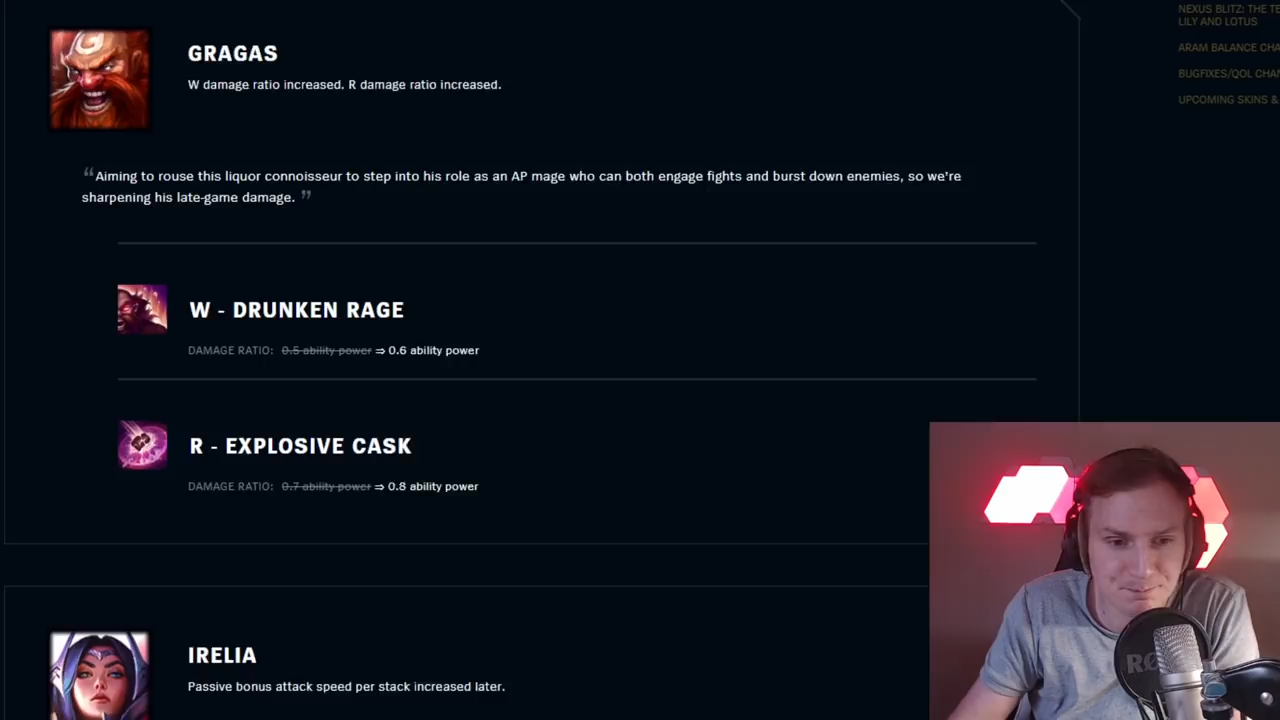 NEXUS BLITZ: THE
LILY AND LOTUS
ARAM BALANCE
BUGFIXES/QOL
UPCOMING SKINS &
GRAGAS
W damage ratio increased. R damage ratio increased.
“Aiming to rouse this liquor connoisseur to step into his role as an AP mage who can both engage fights and burst down enemies, so we're
sharpening his late-game damage. ”
W - DRUNKEN RAGE
DAMAGE RATIO: 0.5 ability power ⇒ 0.6 ability power
R - EXPLOSIVE CASK
DAMAGE RATIO: 0.7 ability power ⇒ 0.8 ability power
IRELIA
Passive bonus attack speed per stack increased later.